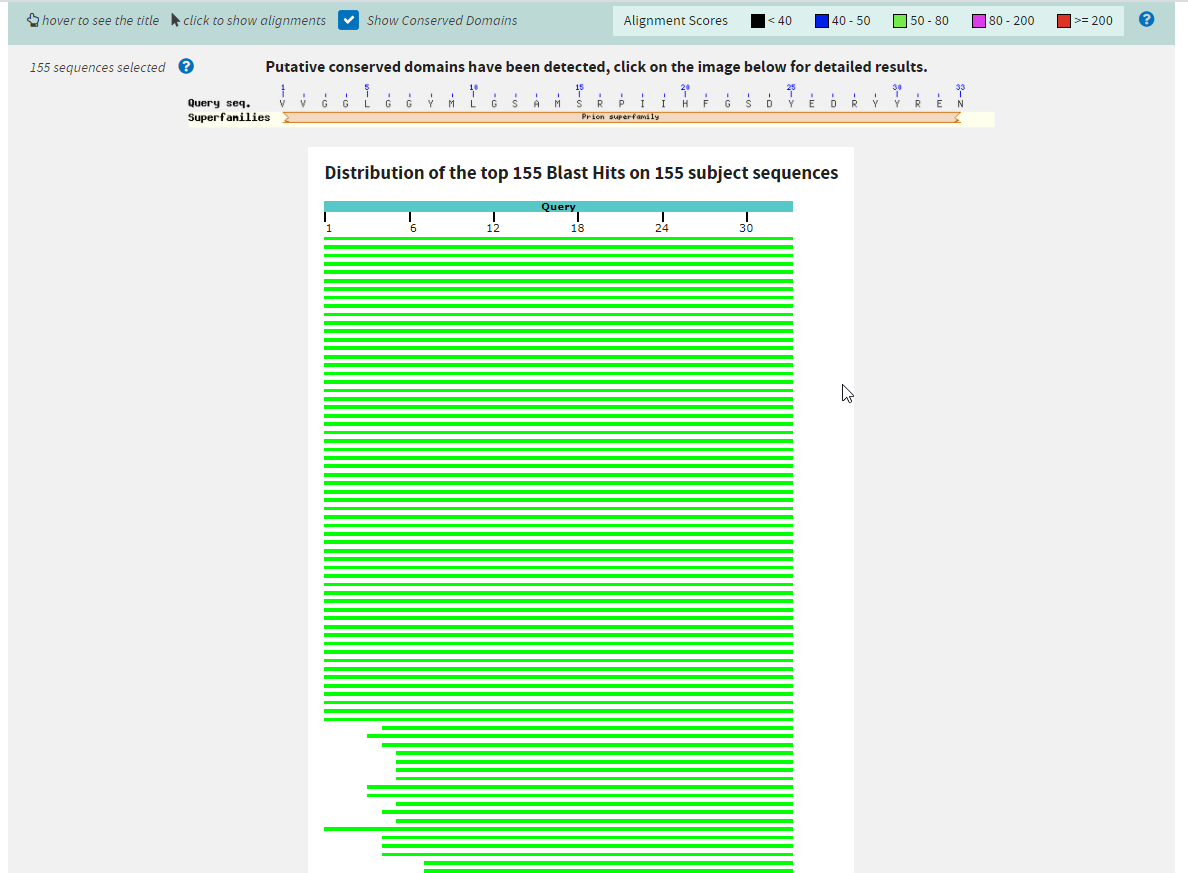 hover to see the title click to show alignments Show Conserved Domains Alignment Scores < 40 40 - 50 50 - 80 80 - 200 >= 200 ?
155 sequences selected ? Putative conserved domains have been detected, click on the image below for detailed results.
1 5 10 15 20 25 30 33
Query seq. V V G G L G G Y M L G S A M S R P I I H F G S D Y E D R Y Y R E N
Superfamilies Prion superfamily
Distribution of the top 155 Blast Hits on 155 subject sequences
Query
1 6 12 18 24 30